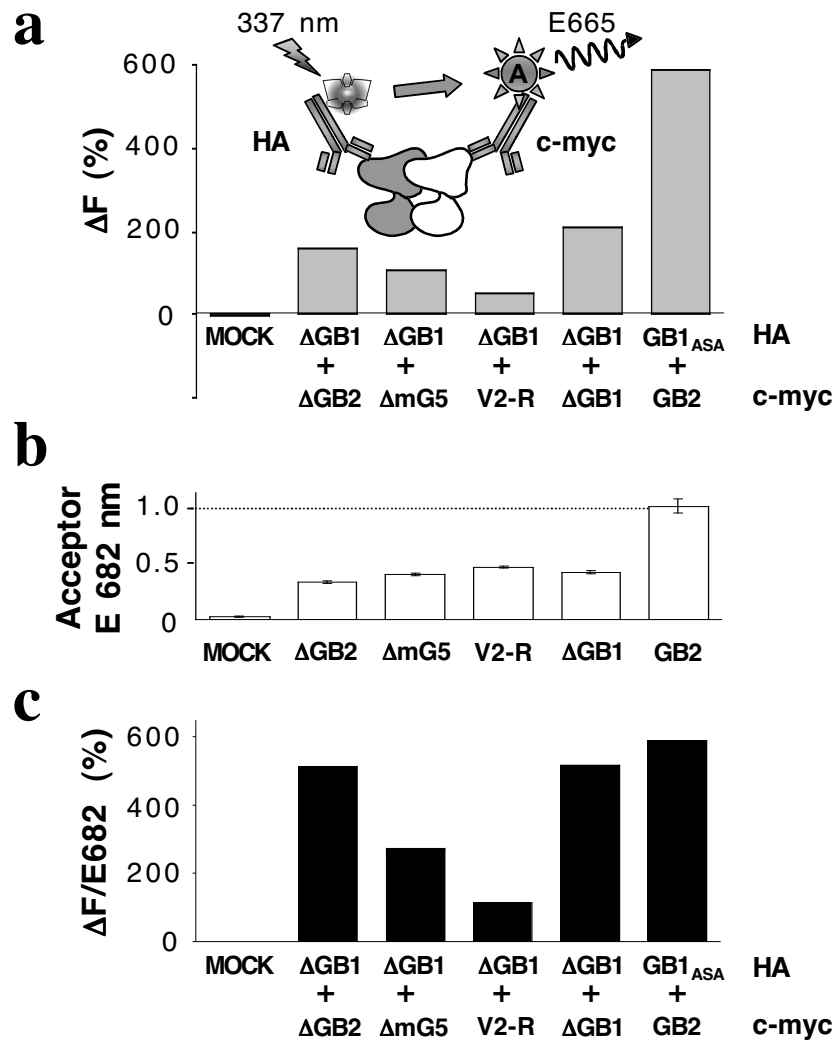 a
337 nm
E665
A
HA
c-myc
600
400
200
0
ΔF (%)
MOCK
ΔGB1 ΔGB1 ΔGB1 ΔGB1 GB1ASA HA
+ + + + +
ΔGB2 ΔmG5 V2-R ΔGB1 GB2 c-myc
b
Acceptor
E 682 nm
1.0
0.5
0
MOCK ΔGB2 ΔmG5 V2-R ΔGB1 GB2
c
ΔF/E682 (%)
600
400
200
0
MOCK ΔGB1 ΔGB1 ΔGB1 ΔGB1 GB1ASA HA
+ + + + +
ΔGB2 ΔmG5 V2-R ΔGB1 GB2 c-myc